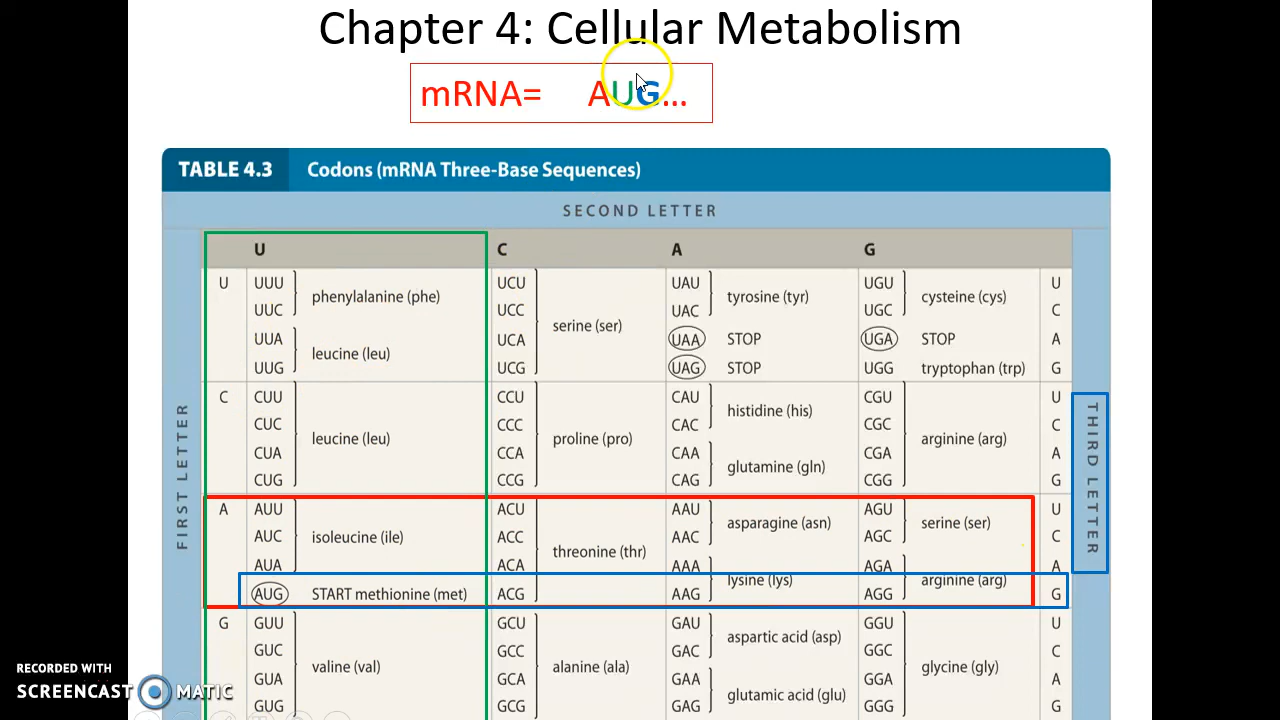 Chapter 4: Cellular Metabolism
mRNA= AUG...
TABLE 4.3 Codons (mRNA Three-Base Sequences)
SECOND LETTER
U C A G
FIRST LETTER
THIRD LETTER
U UUU phenylalanine (phe) UCU serine (ser) UAU tyrosine (tyr) UGU cysteine (cys) U
UUC UCC UAC UGC C
UUA leucine (leu) UCA UAA STOP UGA STOP A
UUG UCG UAG STOP UGG tryptophan (trp) G
C CUU leucine (leu) CCU proline (pro) CAU histidine (his) CGU arginine (arg) U
CUC CCC CAC CGC C
CUA CCA CAA glutamine (gln) CGA A
CUG CCG CAG CGG G
A AUU isoleucine (ile) ACU threonine (thr) AAU asparagine (asn) AGU serine (ser) U
AUC ACC AAC AGC C
AUA ACA AAA lysine (lys) AGA arginine (arg) A
AUG START methionine (met) ACG AAG AGG G
G GUU valine (val) GCU alanine (ala) GAU aspartic acid (asp) GGU glycine (gly) U
GUC GCC GAC GGC C
GUA GCA GAA glutamic acid (glu) GGA A
GUG GCG GAG GGG G
RECORDED WITH
SCREENCAST MATIC